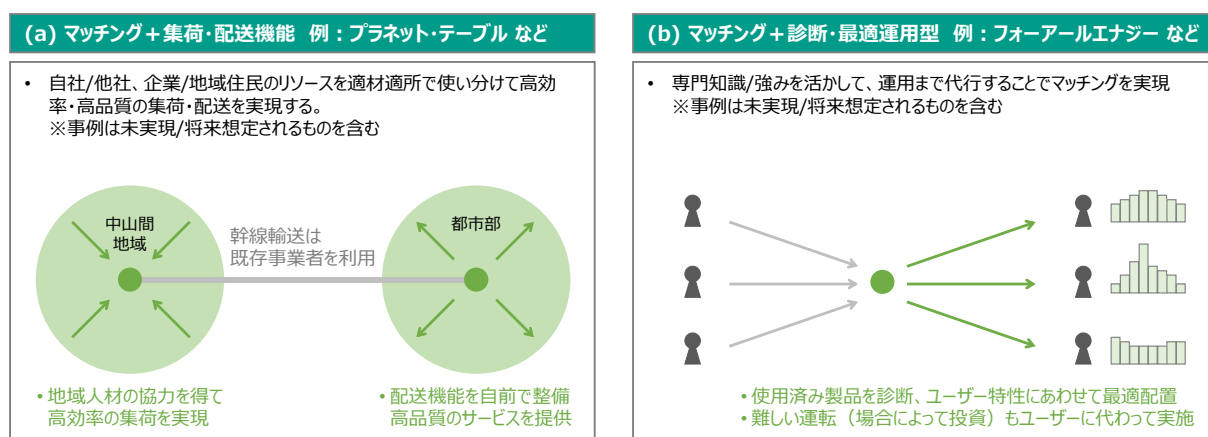 (a) マッチング＋集荷・配送機能 例：プラネット・テーブル など
• 自社/他社、企業/地域住民のリソースを適材適所で使い分けて高効
率・高品質の集荷・配送を実現する。
※事例は未実現/将来想定されるものを含む
中山間
地域
幹線輸送は
既存事業者を利用
都市部
• 地域人材の協力を得て
高効率の集荷を実現
• 配送機能を自前で整備
高品質のサービスを提供
(b) マッチング＋診断・最適運用型 例：フォーアールエナジー など
• 専門知識/強みを活かして、運用まで代行することでマッチングを実現
※事例は未実現/将来想定されるものを含む
• 使用済み製品を診断、ユーザー特性にあわせて最適配置
• 難しい運転（場合によって投資）もユーザーに代わって実施